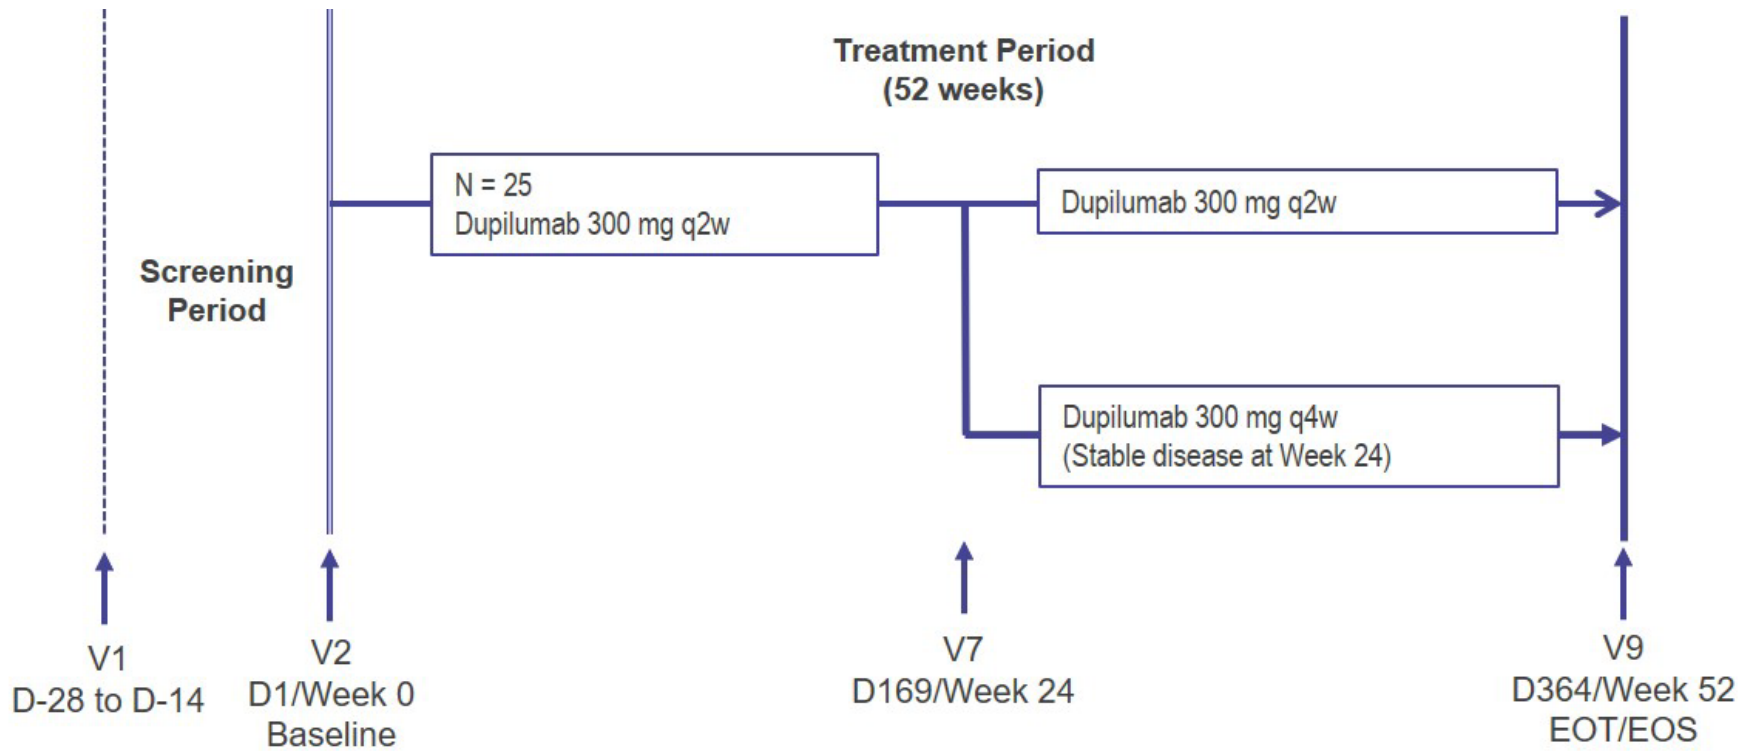 Treatment Period
(52 weeks)
N = 25
Dupilumab 300 mg q2w
Dupilumab 300 mg q2w
Screening
Period
Dupilumab 300 mg q4w
(Stable disease at Week 24)
V1
D-28 to D-14
V2
D1/Week 0
Baseline
V7
D169/Week 24
V9
D364/Week 52
EOT/EOS